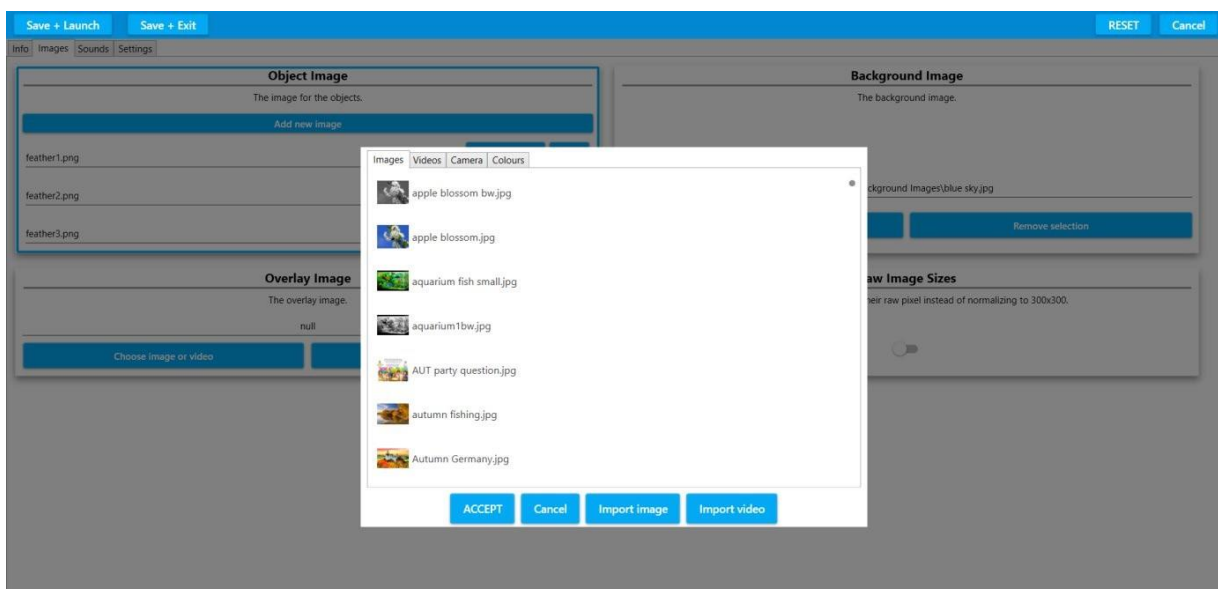 Save + Launch Save + Exit RESET Cancel
Info Images Sounds Settings
Object Image
The image for the objects.
Add new image
feather1.png
feather2.png
feather3.png
Background Image
The background image.
ckground Images\blue sky.jpg
Remove selection
Overlay Image
The overlay image.
null
Choose image or video
aw Image Sizes
heir raw pixel instead of normalizing to 300x300.
Images Videos Camera Colours
apple blossom bw.jpg
apple blossom.jpg
aquarium fish small.jpg
aquarium1bw.jpg
AUT party question.jpg
autumn fishing.jpg
Autumn Germany.jpg
ACCEPT Cancel Import image Import video